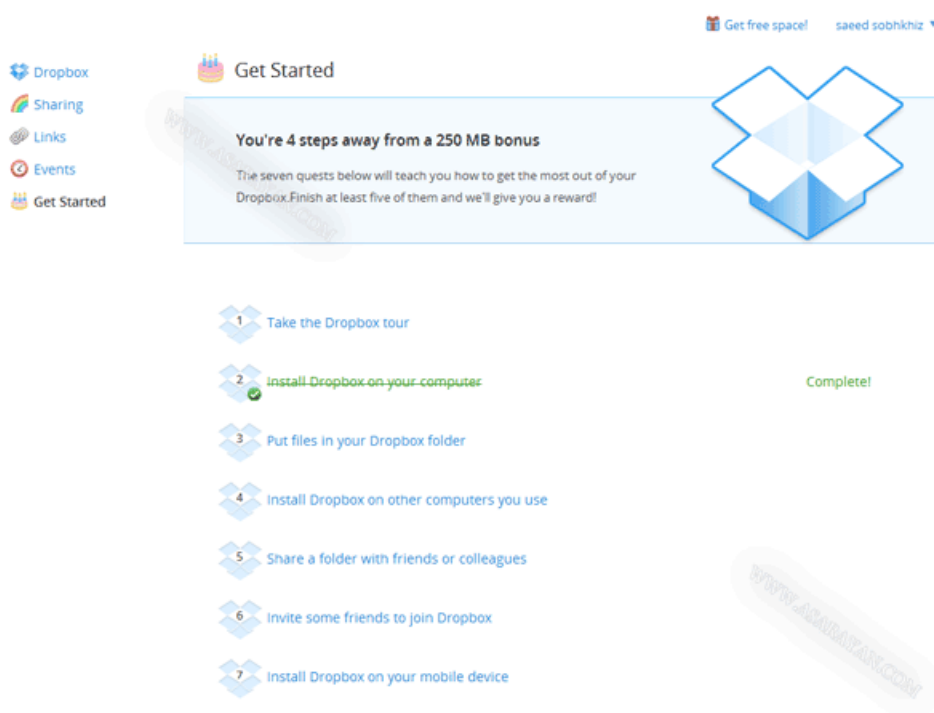 Get free space!
saeed sobhkhiz
Dropbox
Sharing
Links
Events
Get Started
Get Started
You're 4 steps away from a 250 MB bonus
The seven quests below will teach you how to get the most out of your
Dropbox.Finish at least five of them and we'll give you a reward!
1 Take the Dropbox tour
2 Install Dropbox on your computer Complete!
3 Put files in your Dropbox folder
4 Install Dropbox on other computers you use
5 Share a folder with friends or colleagues
6 Invite some friends to join Dropbox
7 Install Dropbox on your mobile device
WWW.ASARAYAN.COM